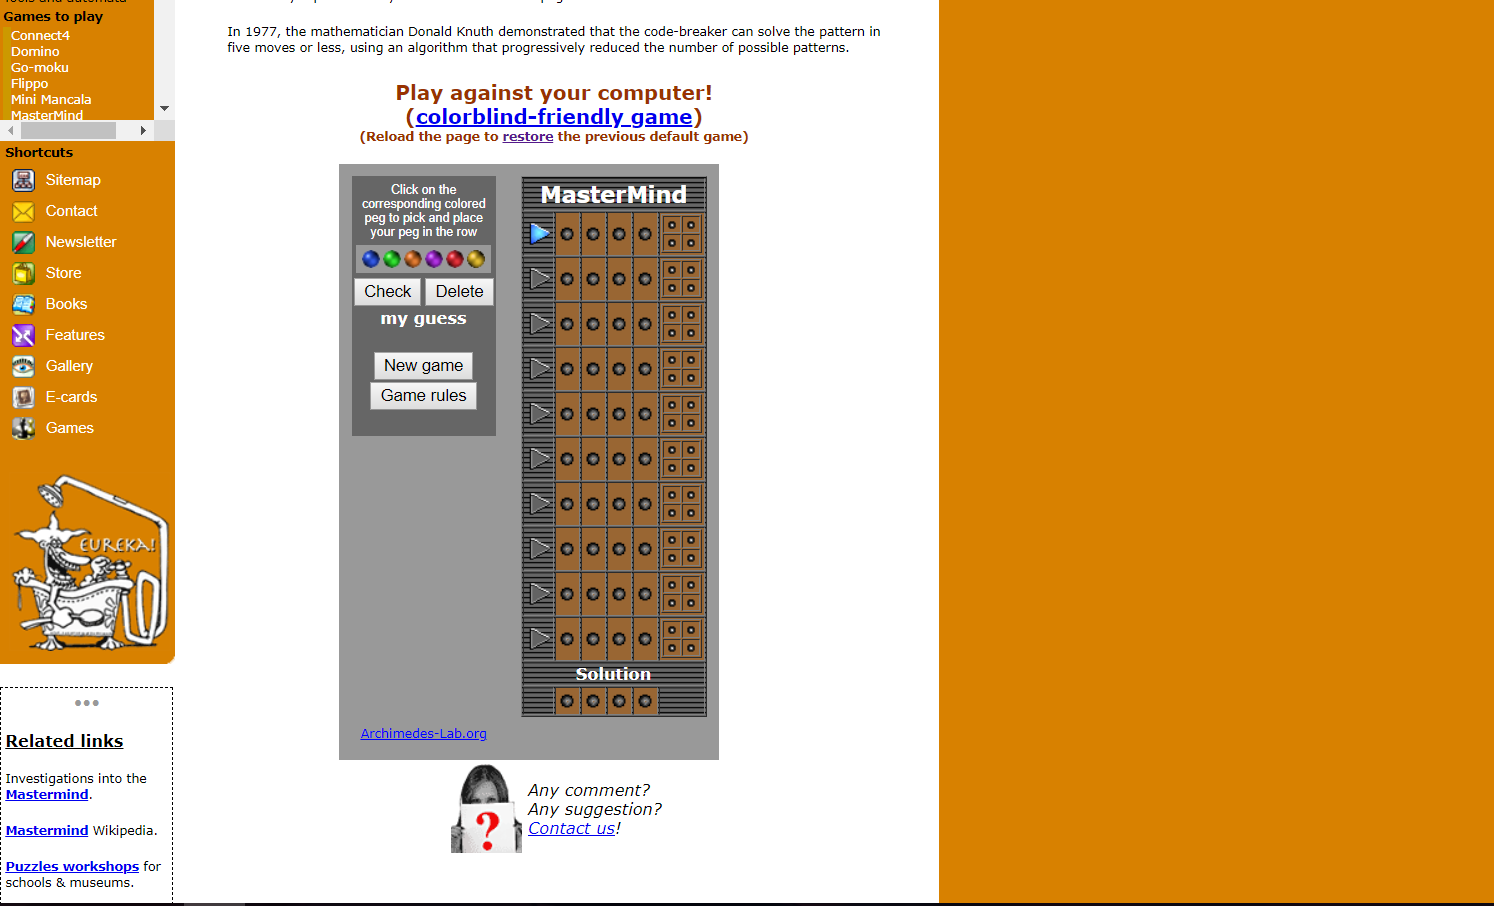 Games to play
Connect4
Domino
Go-moku
Flippo
Mini Mancala
MasterMind
Shortcuts
Sitemap
Contact
Newsletter
Store
Books
Features
Gallery
E-cards
Games
EUREKA!
Related links
Investigations into the
Mastermind.
Mastermind Wikipedia.
Puzzles workshops for
schools & museums.
In 1977, the mathematician Donald Knuth demonstrated that the code-breaker can solve the pattern in
five moves or less, using an algorithm that progressively reduced the number of possible patterns.
Play against your computer!
(colorblind-friendly game)
(Reload the page to restore the previous default game)
Click on the
corresponding colored
peg to pick and place
your peg in the row
Check
Delete
my guess
New game
Game rules
MasterMind
Solution
Archimedes-Lab.org
?
Any comment?
Any suggestion?
Contact us!